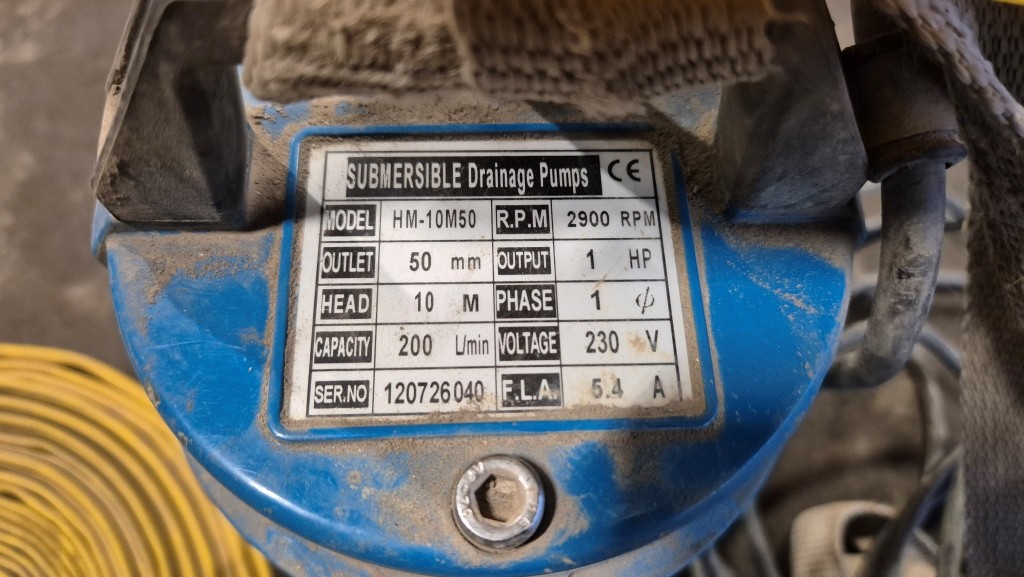 SUBMERSIBLE Drainage Pumps CE
MODEL HM-10M50 R.P.M 2900 RPM
OUTLET 50 mm OUTPUT 1 HP
HEAD 10 M PHASE 1 ϕ
CAPACITY 200 L/min VOLTAGE 230 V
SER.NO 120726040 F.L.A. 5.4 A